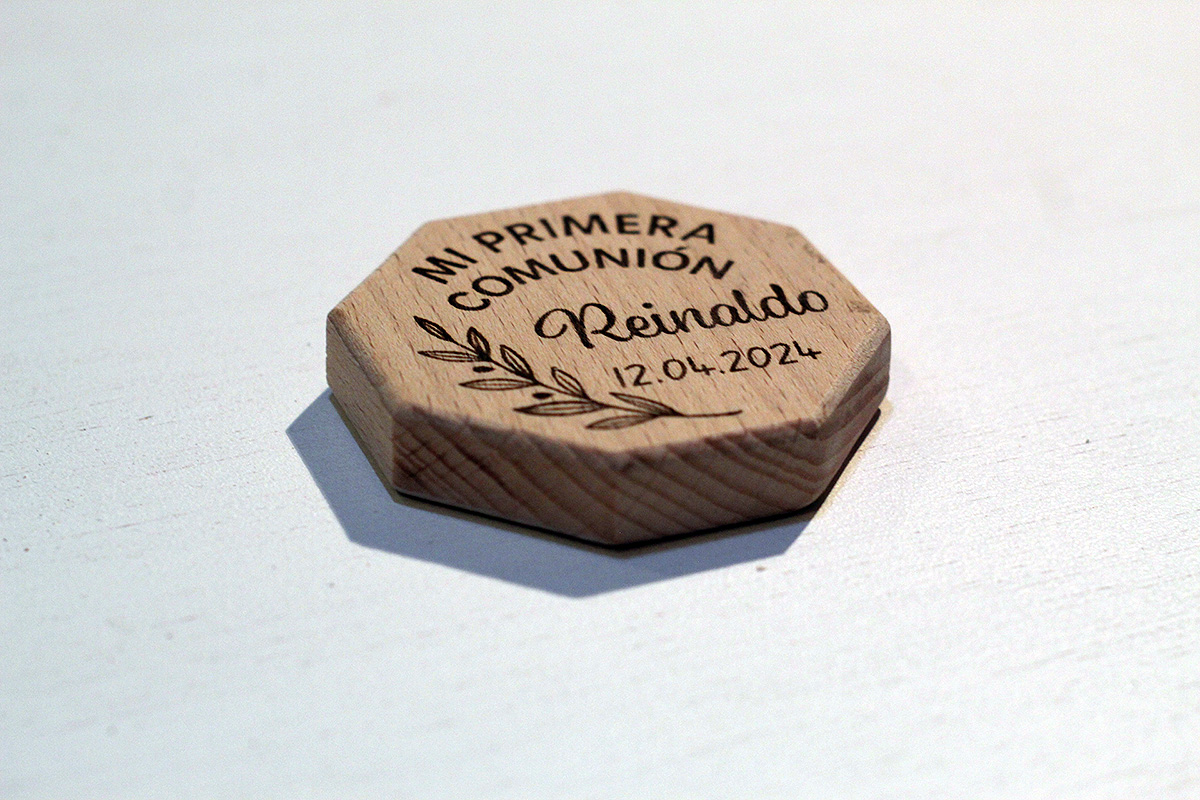 MI PRIMERA
COMUNIÓN
Reinaldo
12.04.2024